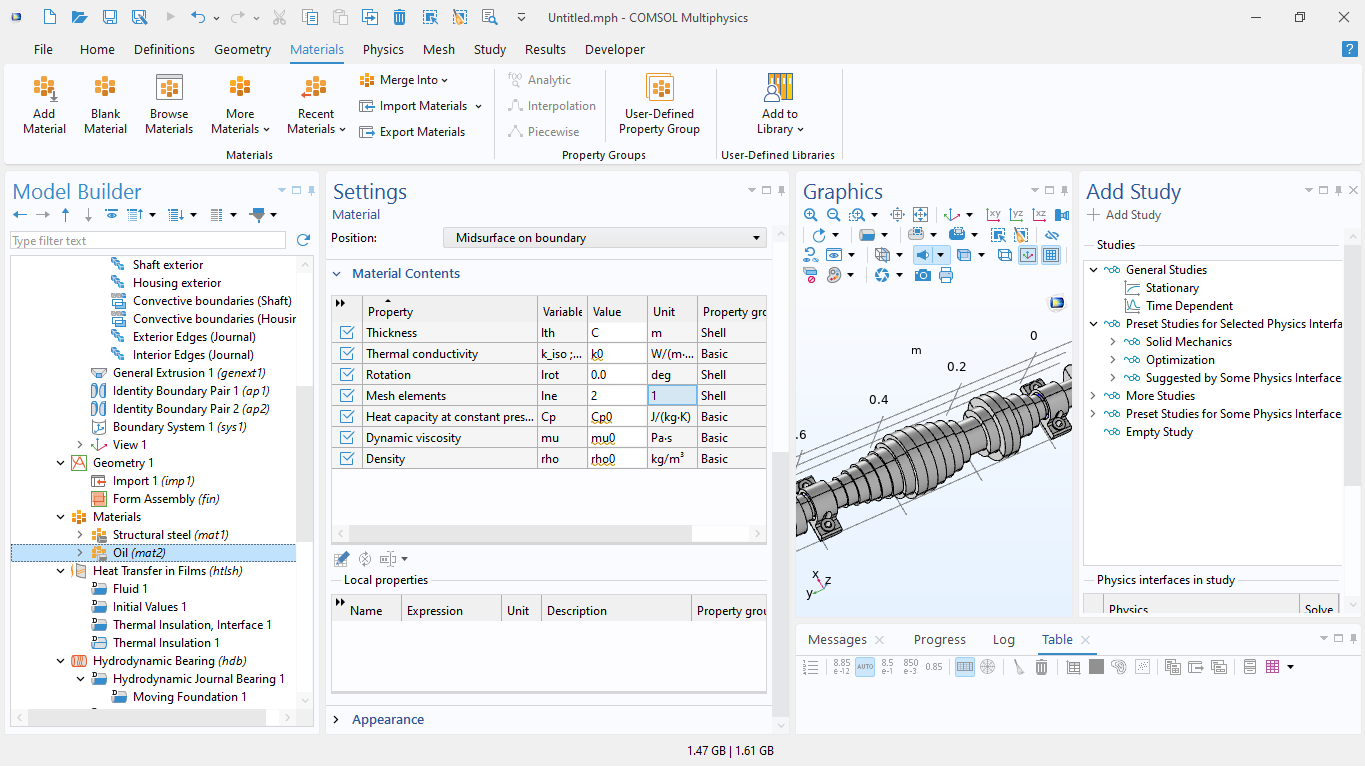 Untitled.mph - COMSOL Multiphysics
File Home Definitions Geometry Materials Physics Mesh Study Results Developer ?
Add Material
Blank Material
Browse Materials
More Materials
Recent Materials
Merge Into
Import Materials
Export Materials
Materials
f(x) Analytic
Interpolation
Piecewise
User-Defined Property Group
Property Groups
Add to Library
User-Defined Libraries
Model Builder
Type filter text
Shaft exterior
Housing exterior
Convective boundaries (Shaft)
Convective boundaries (Housir
Exterior Edges (Journal)
Interior Edges (Journal)
General Extrusion 1 (genext1)
Identity Boundary Pair 1 (ap1)
Identity Boundary Pair 2 (ap2)
Boundary System 1 (sys1)
View 1
Geometry 1
Import 1 (imp1)
Form Assembly (fin)
Materials
Structural steel (mat1)
Oil (mat2)
Heat Transfer in Films (htlsh)
Fluid 1
Initial Values 1
Thermal Insulation, Interface 1
Thermal Insulation 1
Hydrodynamic Bearing (hdb)
Hydrodynamic Journal Bearing 1
Moving Foundation 1
Settings
Material
Position: Midsurface on boundary
Material Contents
Property Variable Value Unit Property gro
Thickness lth C m Shell
Thermal conductivity k_iso ;... k0 W/(m·... Basic
Rotation lrot 0.0 deg Shell
Mesh elements lne 2 1 Shell
Heat capacity at constant pres... Cp Cp0 J/(kg·K) Basic
Dynamic viscosity mu mu0 Pa·s Basic
Density rho rho0 kg/m³ Basic
Local properties
Name Expression Unit Description Property grou
Appearance
Graphics
xy yz xz
m
0
0.2
0.4
.6
x
z
y
Add Study
Add Study
Studies
General Studies
Stationary
Time Dependent
Preset Studies for Selected Physics Interfa
Solid Mechanics
Optimization
Suggested by Some Physics Interface
More Studies
Preset Studies for Some Physics Interface
Empty Study
Physics interfaces in study
Physics Solve
Messages Progress Log Table
8.85 e-12 AUTO 8.5 e-1 850 e-3 0.85
1.47 GB | 1.61 GB